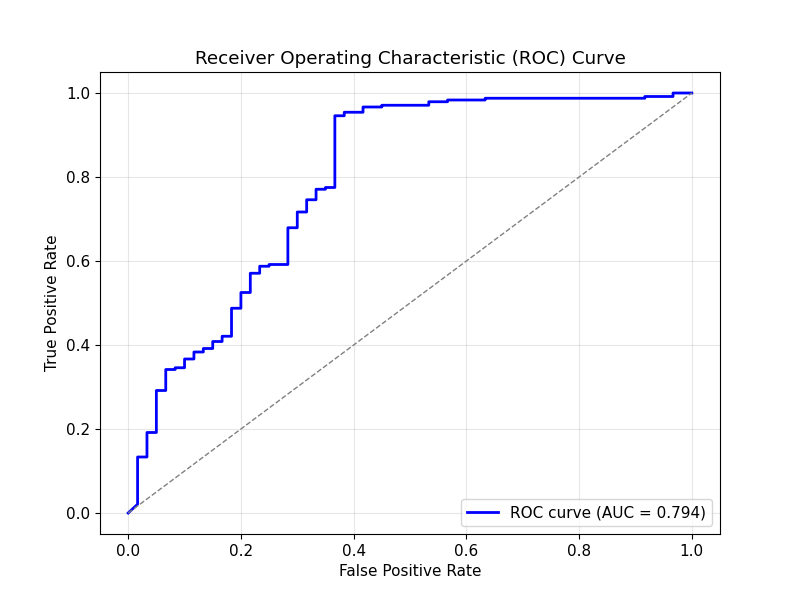 Receiver Operating Characteristic (ROC) Curve
1.0
0.8
0.6
0.4
0.2
0.0
True Positive Rate
ROC curve (AUC = 0.794)
0.0 0.2 0.4 0.6 0.8 1.0
False Positive Rate